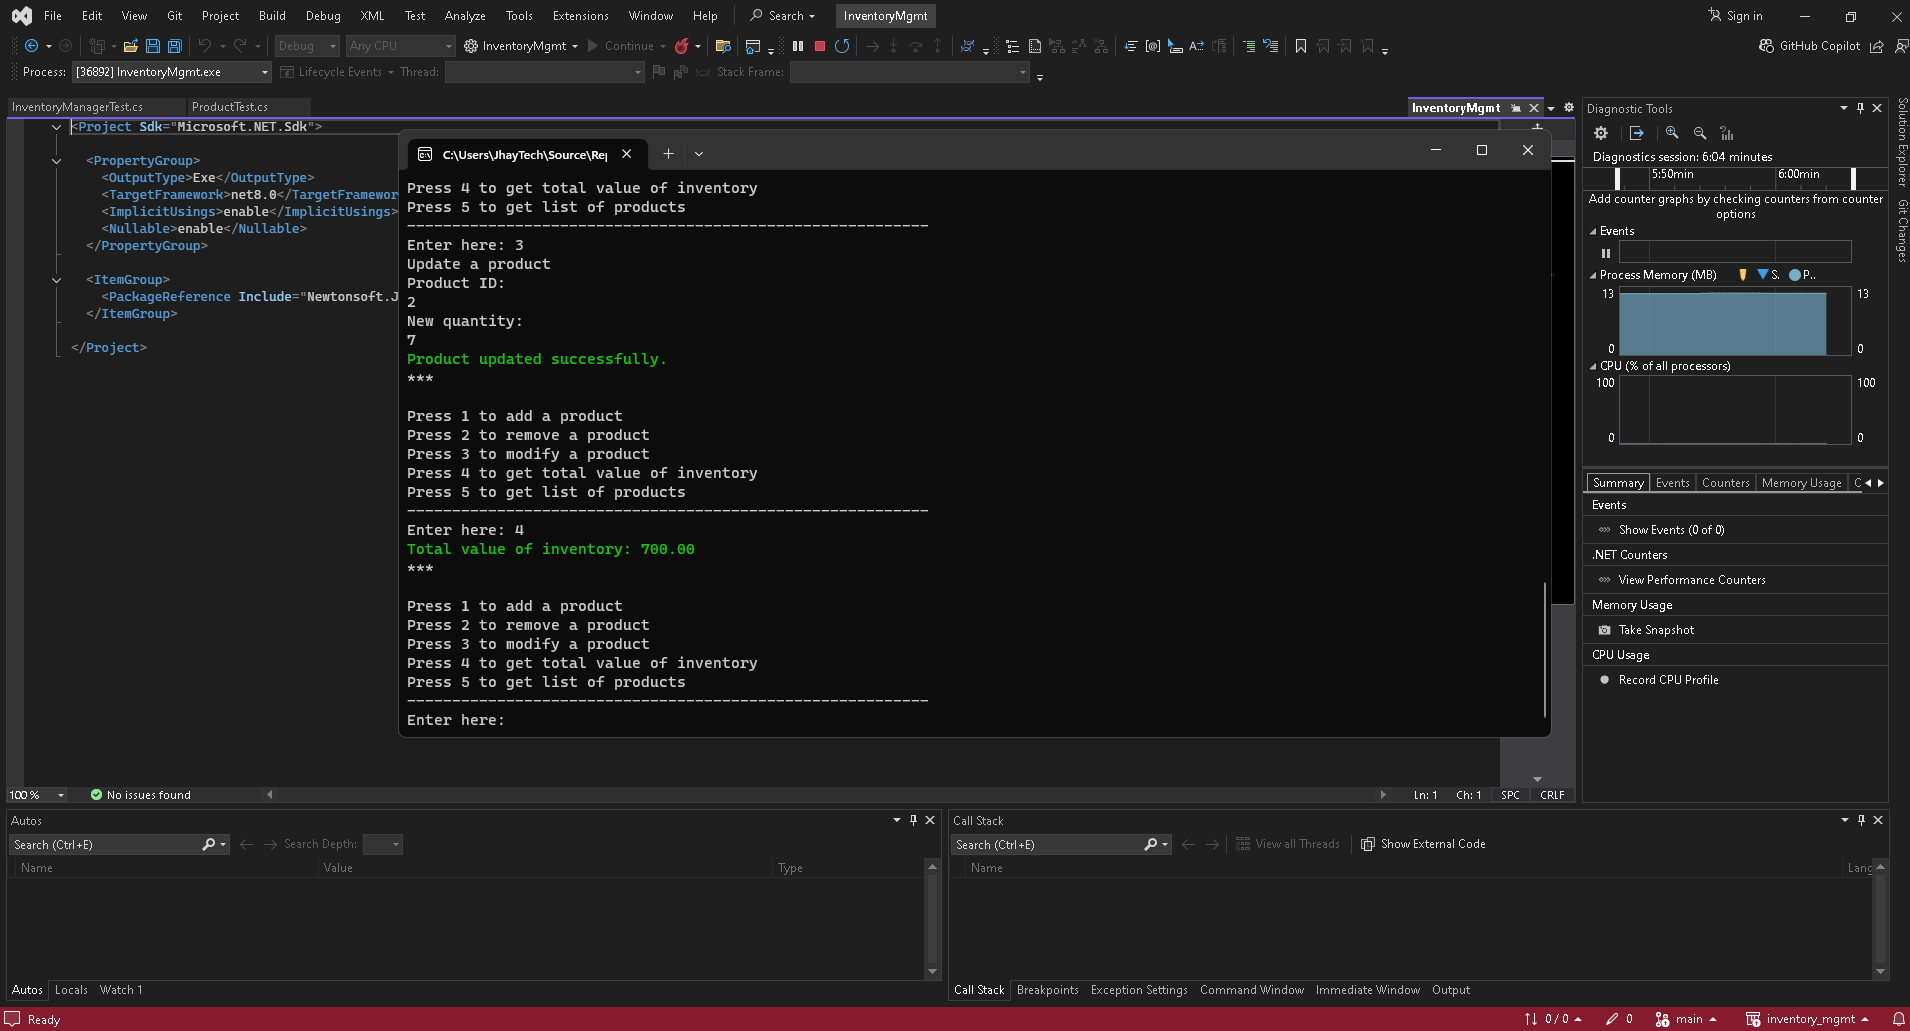 File Edit View Git Project Build Debug XML Test Analyze Tools Extensions Window Help Search InventoryMgmt Sign in
Debug Any CPU InventoryMgmt Continue GitHub Copilot
Process: [36892] InventoryMgmt.exe Lifecycle Events Thread: Stack Frame:
InventoryManagerTest.cs ProductTest.cs InventoryMgmt
<Project Sdk="Microsoft.NET.Sdk">
<PropertyGroup>
<OutputType>Exe</OutputType>
<TargetFramework>net8.0</TargetFramewor
<ImplicitUsings>enable</ImplicitUsings>
<Nullable>enable</Nullable>
</PropertyGroup>
<ItemGroup>
<PackageReference Include="Newtonsoft.J
</ItemGroup>
</Project>
C:\Users\JhayTech\Source\Rep
Press 4 to get total value of inventory
Press 5 to get list of products
----------------------------------------------------------
Enter here: 3
Update a product
Product ID:
2
New quantity:
7
Product updated successfully.
***
Press 1 to add a product
Press 2 to remove a product
Press 3 to modify a product
Press 4 to get total value of inventory
Press 5 to get list of products
----------------------------------------------------------
Enter here: 4
Total value of inventory: 700.00
***
Press 1 to add a product
Press 2 to remove a product
Press 3 to modify a product
Press 4 to get total value of inventory
Press 5 to get list of products
----------------------------------------------------------
Enter here:
Diagnostic Tools
Diagnostics session: 6:04 minutes
5:50min 6:00min
Add counter graphs by checking counters from counter
options
Events
Process Memory (MB) S. P..
13 13
0 0
CPU (% of all processors)
100 100
0 0
Summary Events Counters Memory Usage C
Events
Show Events (0 of 0)
.NET Counters
View Performance Counters
Memory Usage
Take Snapshot
CPU Usage
Record CPU Profile
Solution Explorer
Git Changes
100 % No issues found Ln: 1 Ch: 1 SPC CRLF
Autos
Search (Ctrl+E) Search Depth:
Name Value Type
Autos Locals Watch 1
Call Stack
Search (Ctrl+E) View all Threads Show External Code
Name Lang
Call Stack Breakpoints Exception Settings Command Window Immediate Window Output
Ready 0 / 0 0 main inventory_mgmt